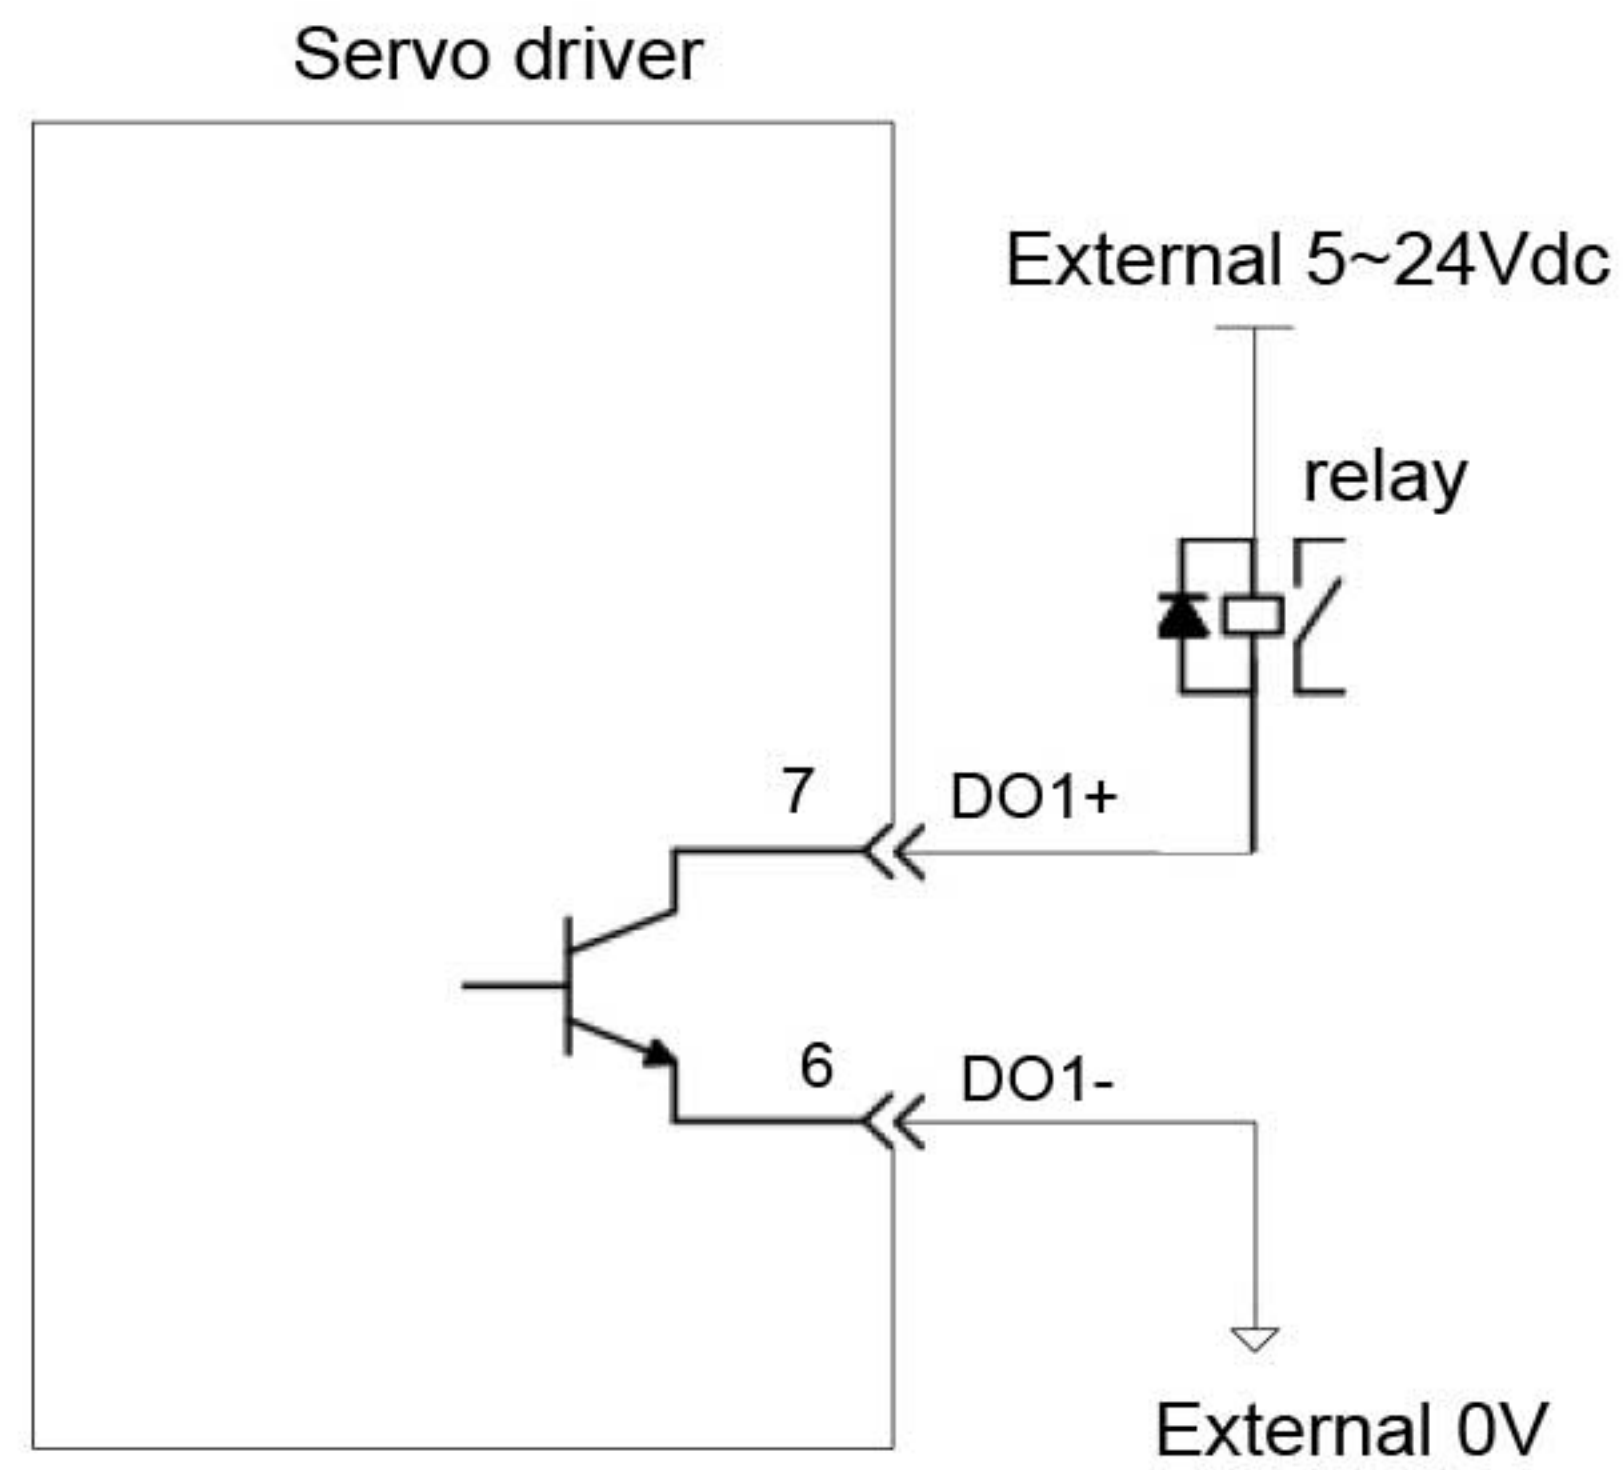 Servo driver
External 5~24Vdc
relay
7
DO1+
6
DO1-
External 0V